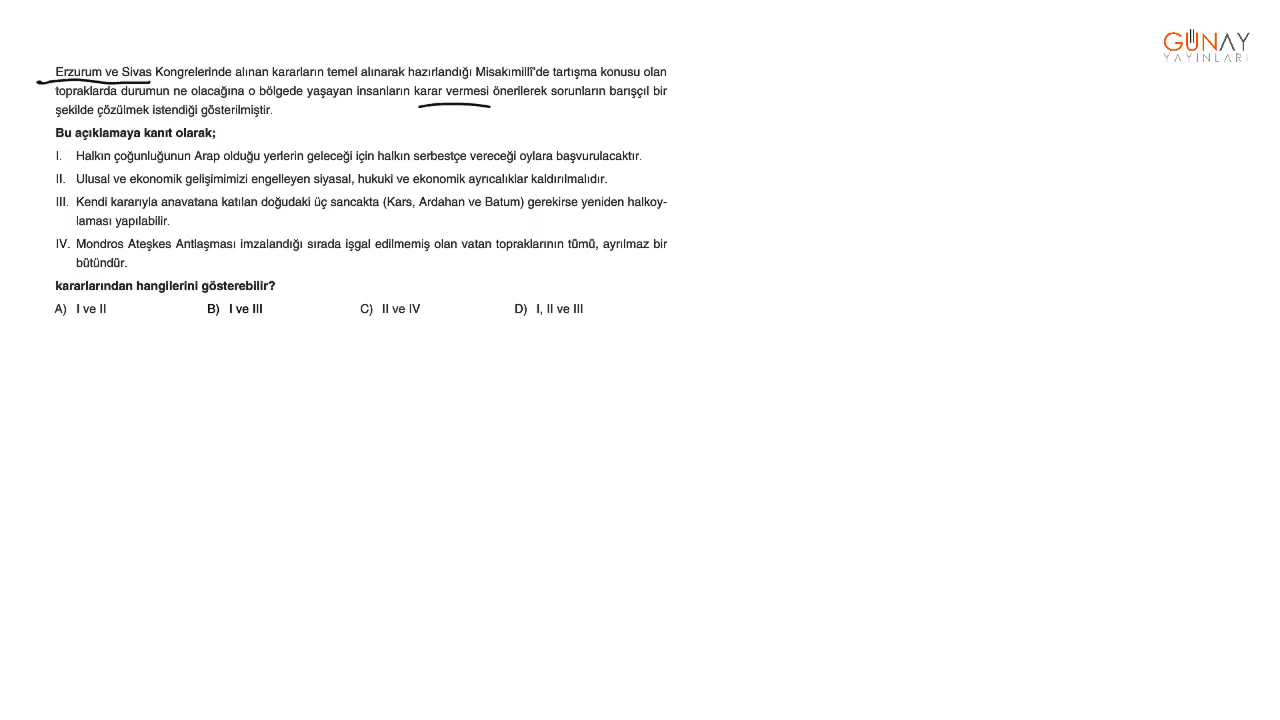 GÜNAY
YAYINLARI
Erzurum ve Sivas Kongrelerinde alınan kararların temel alınarak hazırlandığı Misakımillî'de tartışma konusu olan
topraklarda durumun ne olacağına o bölgede yaşayan insanların karar vermesi önerilerek sorunların barışçıl bir
şekilde çözülmek istendiği gösterilmiştir.
Bu açıklamaya kanıt olarak;
I. Halkın çoğunluğunun Arap olduğu yerlerin geleceği için halkın serbestçe vereceği oylara başvurulacaktır.
II. Ulusal ve ekonomik gelişimimizi engelleyen siyasal, hukuki ve ekonomik ayrıcalıklar kaldırılmalıdır.
III. Kendi kararıyla anavatana katılan doğudaki üç sancakta (Kars, Ardahan ve Batum) gerekirse yeniden halkoy-
laması yapılabilir.
IV. Mondros Ateşkes Antlaşması imzalandığı sırada işgal edilmemiş olan vatan topraklarının tümü, ayrılmaz bir
bütündür.
kararlarından hangilerini gösterebilir?
A) I ve II B) I ve III C) II ve IV D) I, II ve III